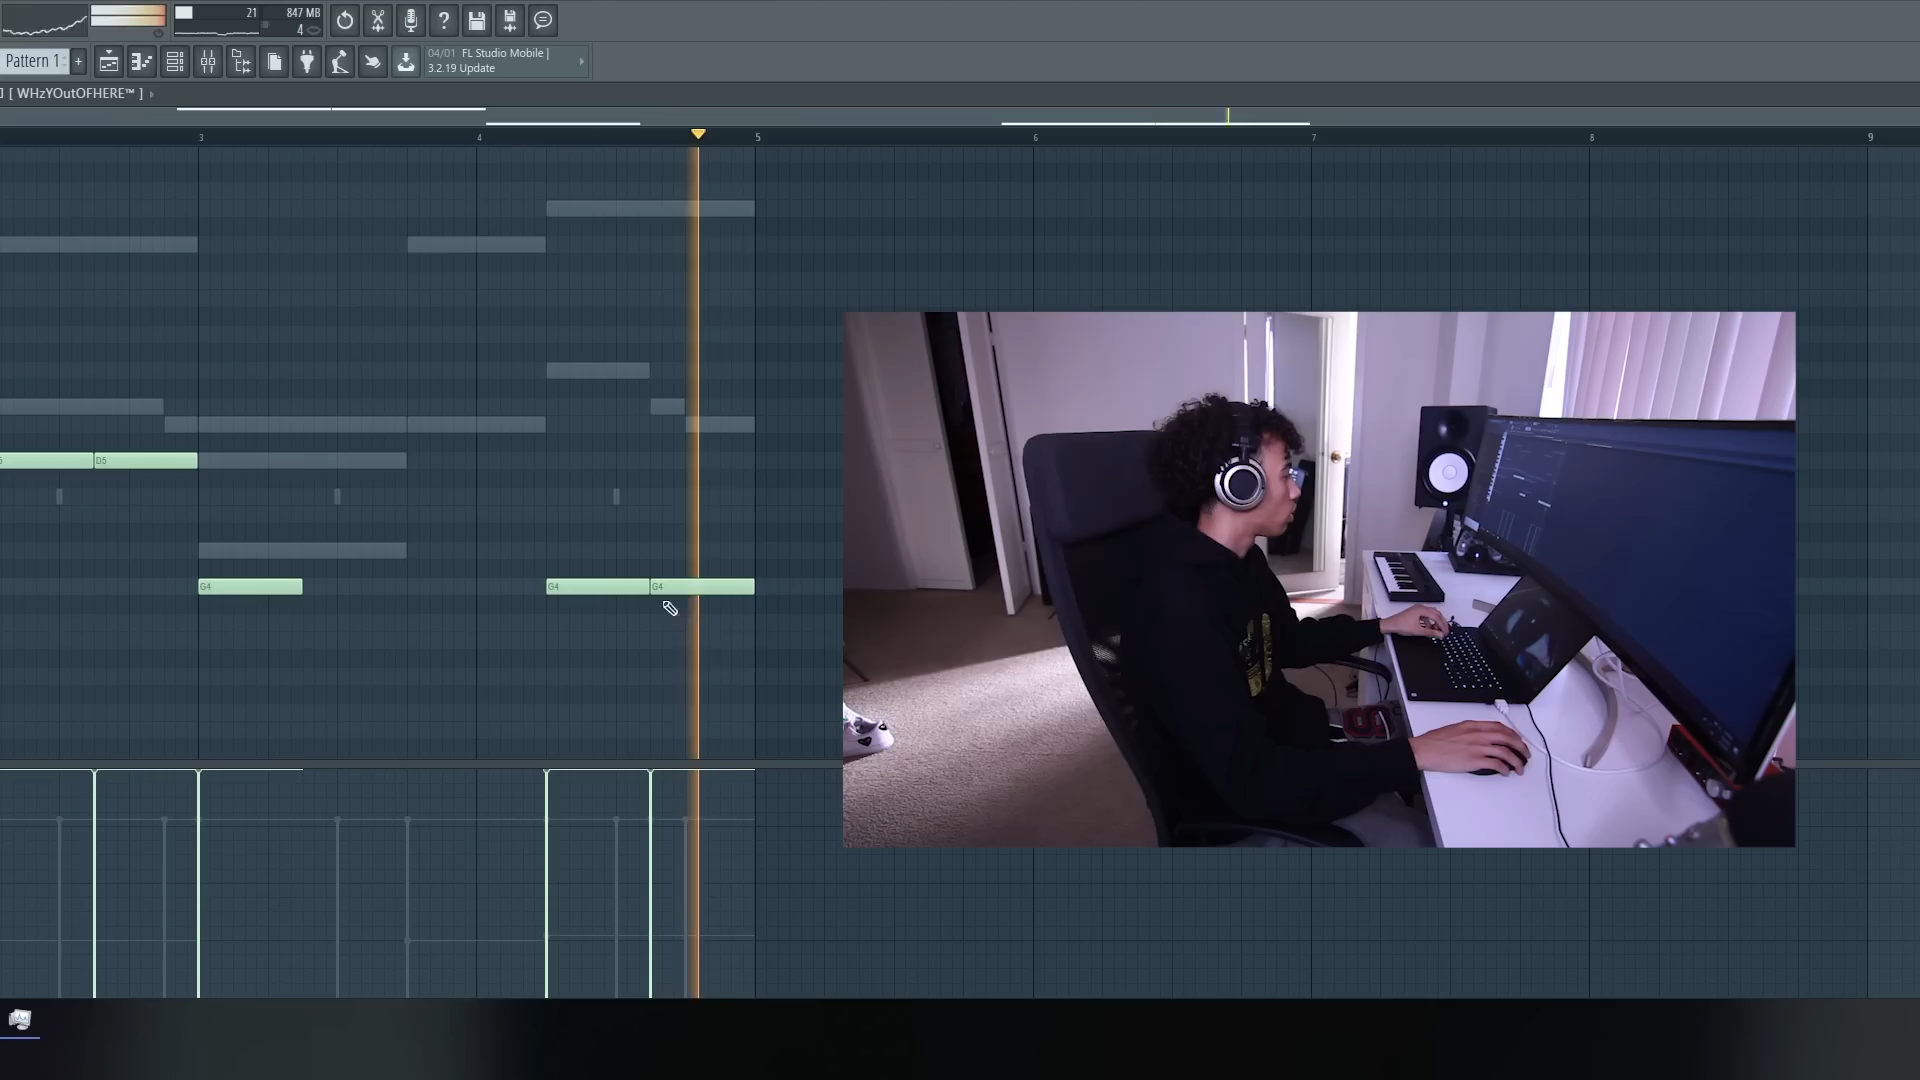 21 847 MB
4
Pattern 1 +
04/01 FL Studio Mobile |
3.2.19 Update
] [ WHzYOutOFHERE™ ]
3 4 5 6 7 8 9
D5
G4 G4 G4